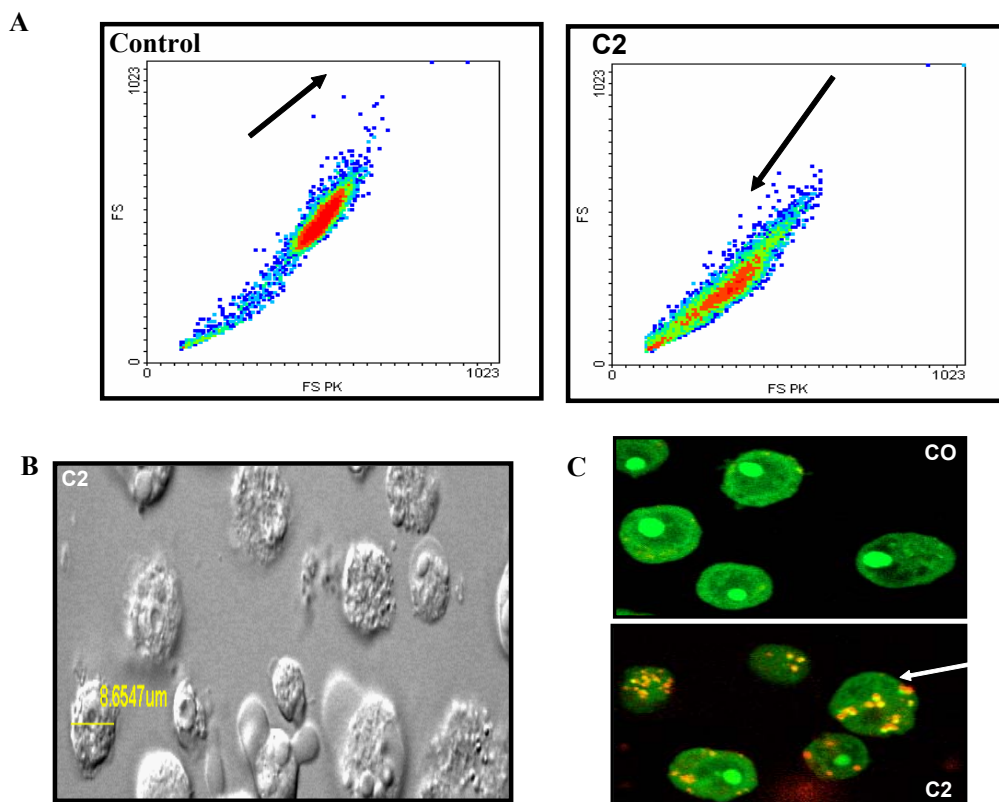 A
Control
1023
FS
0
0
FS PK
1023
C2
1023
FS
0
0
FS PK
1023
B
C2
8.6547um
C
CO
C2